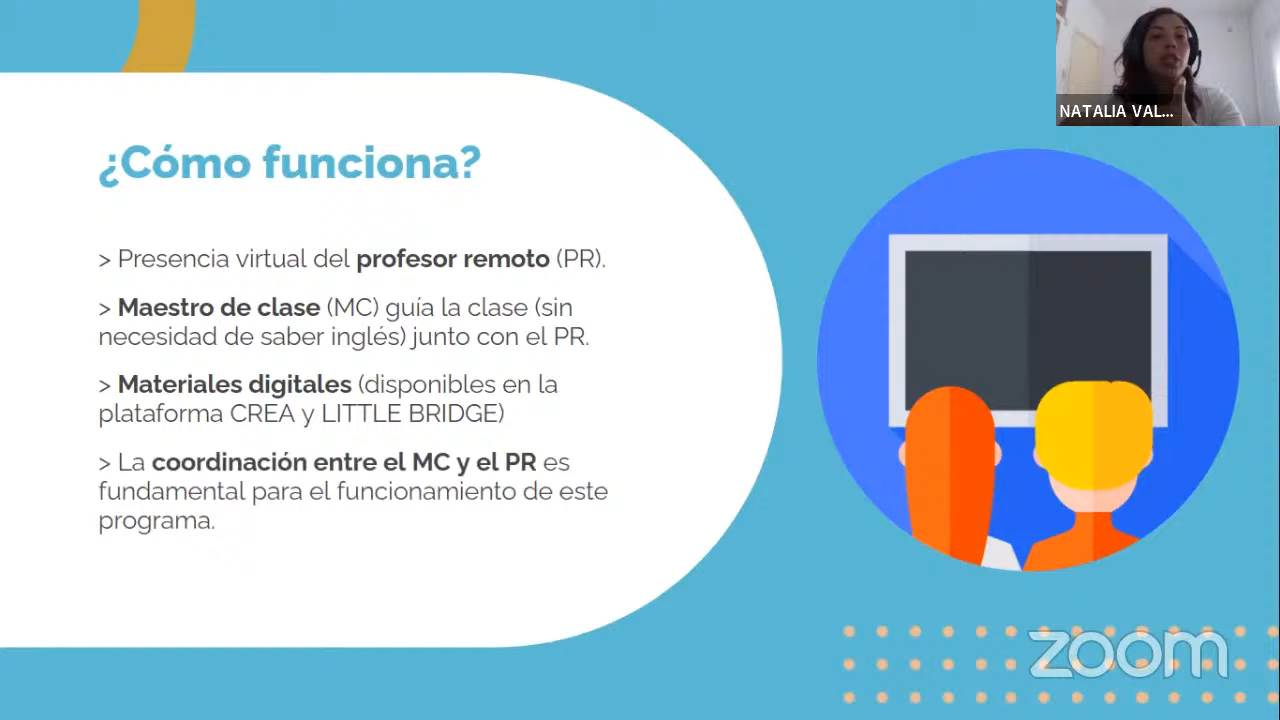 NATALIA VAL...
¿Cómo funciona?
> Presencia virtual del profesor remoto (PR).
> Maestro de clase (MC) guía la clase (sin
necesidad de saber inglés) junto con el PR.
> Materiales digitales (disponibles en la
plataforma CREA y LITTLE BRIDGE)
> La coordinación entre el MC y el PR es
fundamental para el funcionamiento de este
programa.
zoom